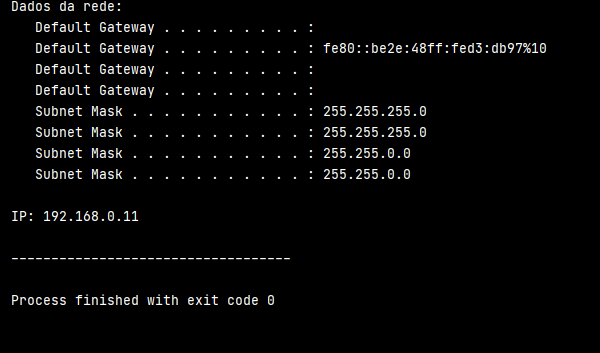 Dados da rede:
   Default Gateway . . . . . . . . . :
   Default Gateway . . . . . . . . . : fe80::be2e:48ff:fed3:db97%10
   Default Gateway . . . . . . . . . :
   Default Gateway . . . . . . . . . :
   Subnet Mask . . . . . . . . . . . : 255.255.255.0
   Subnet Mask . . . . . . . . . . . : 255.255.255.0
   Subnet Mask . . . . . . . . . . . : 255.255.0.0
   Subnet Mask . . . . . . . . . . . : 255.255.0.0
IP: 192.168.0.11
-----------------------------------
Process finished with exit code 0